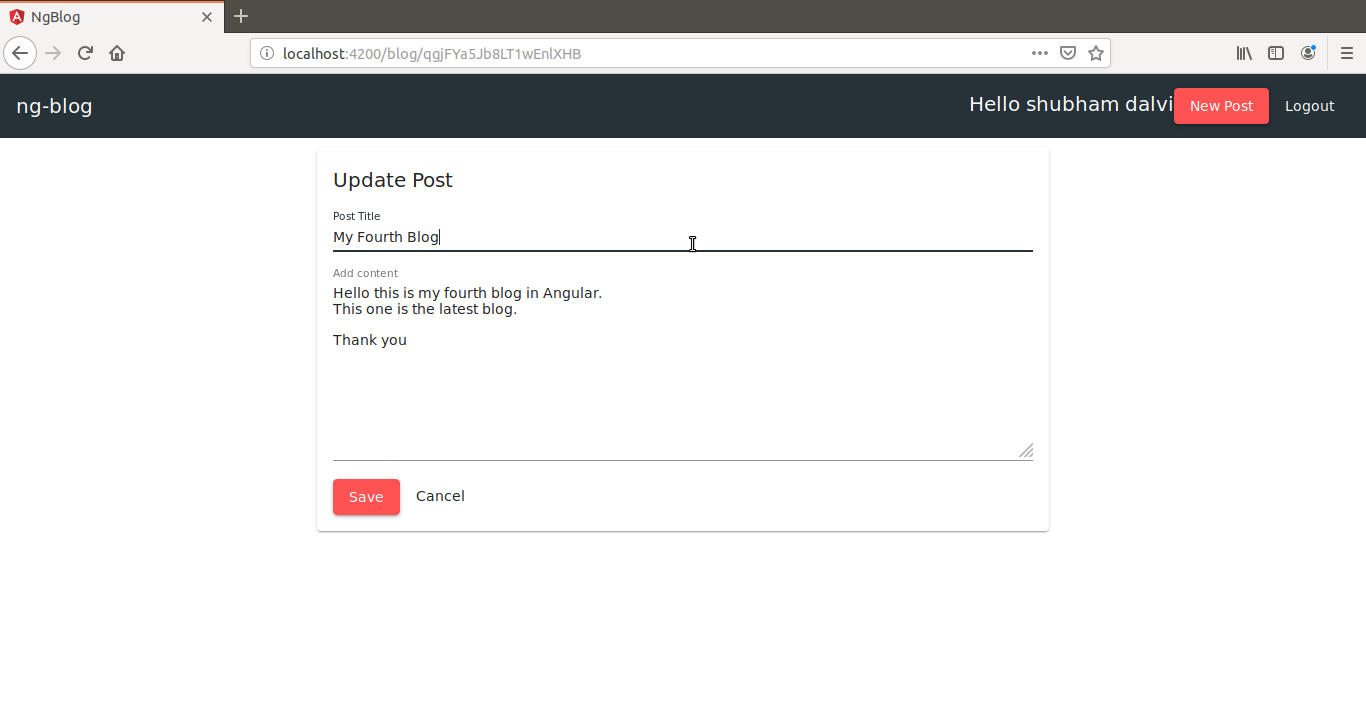 NgBlog
localhost:4200/blog/qgjFYa5Jb8LT1wEnlXHB
ng-blog
Hello shubham dalvi New Post Logout
Update Post
Post Title
My Fourth Blog
Add content
Hello this is my fourth blog in Angular.
This one is the latest blog.
Thank you
Save Cancel